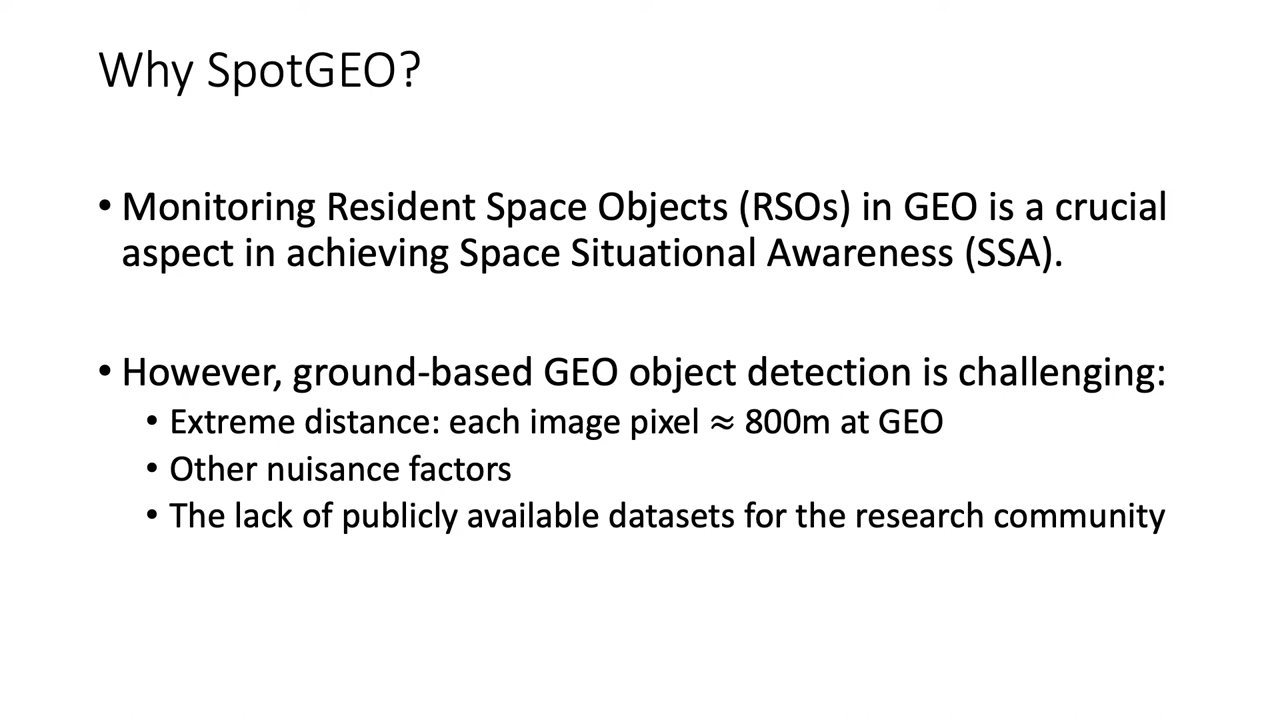 Why SpotGEO?
• Monitoring Resident Space Objects (RSOs) in GEO is a crucial
aspect in achieving Space Situational Awareness (SSA).
• However, ground-based GEO object detection is challenging:
• Extreme distance: each image pixel ≈ 800m at GEO
• Other nuisance factors
• The lack of publicly available datasets for the research community